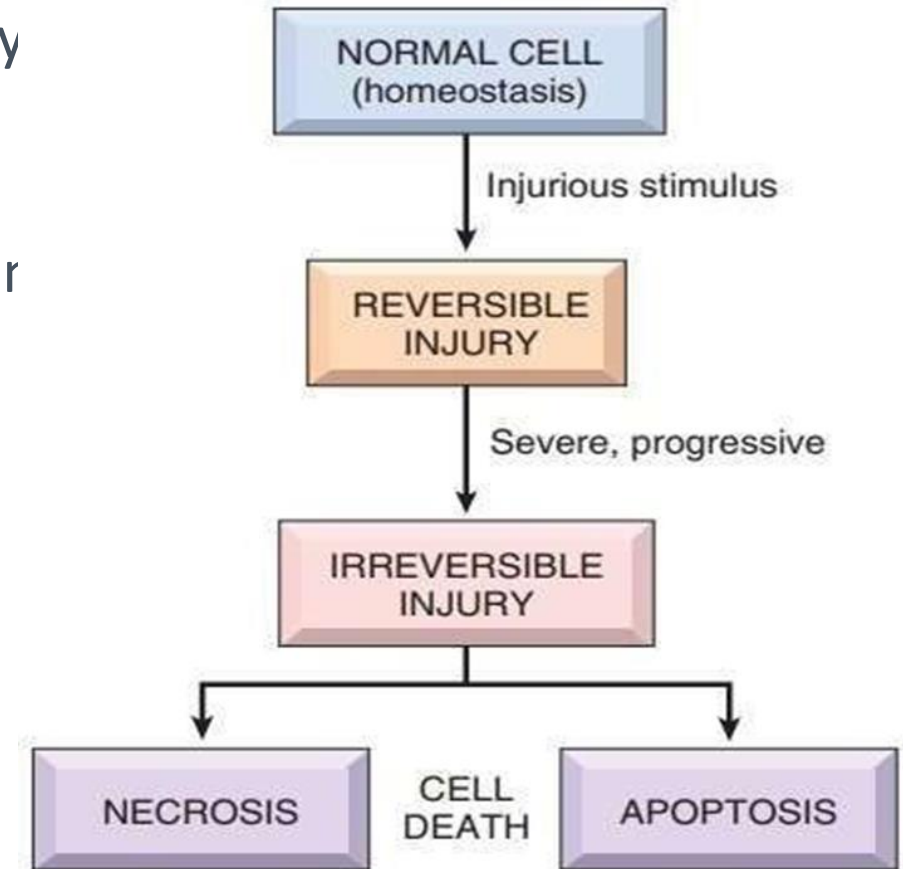 y
NORMAL CELL
(homeostasis)
Injurious stimulus
r
REVERSIBLE
INJURY
Severe, progressive
IRREVERSIBLE
INJURY
NECROSIS
CELL
DEATH
APOPTOSIS